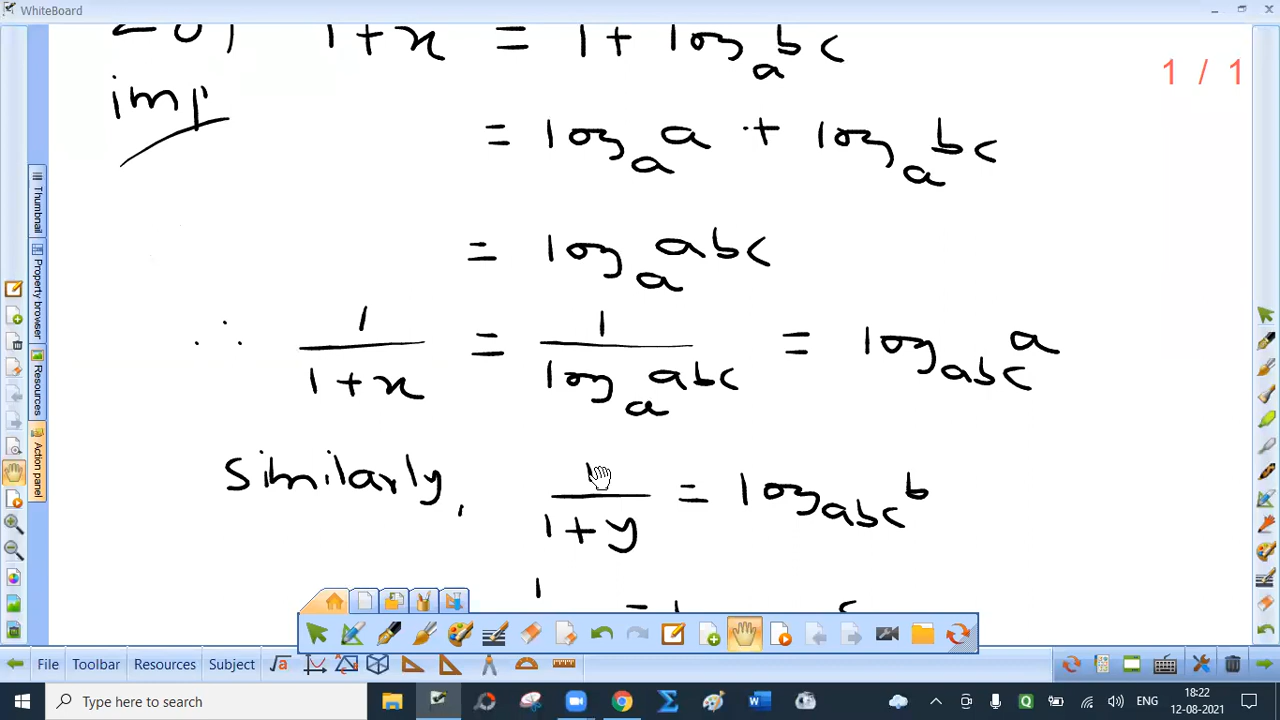 WhiteBoard
20) 1+x = 1+ log_a bc
1 / 1
imp
= log_a a + log_a bc
= log_a abc
∴ 1/(1+x) = 1/(log_a abc) = log_abc a
Similarly, 1/(1+y) = log_abc b
Thumbnail
Property browser
Resources
Action panel
File Toolbar Resources Subject
Type here to search
ENG
18:22
12-08-2021